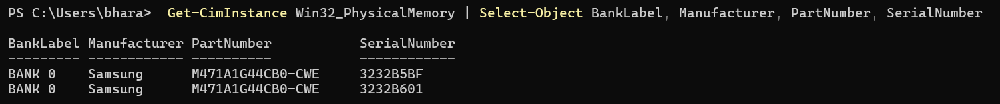 PS C:\Users\bhara>  Get-CimInstance Win32_PhysicalMemory | Select-Object BankLabel, Manufacturer, PartNumber, SerialNumber
BankLabel Manufacturer PartNumber           SerialNumber
--------- ------------ ----------           ------------
BANK 0    Samsung      M471A1G44CB0-CWE     3232B5BF
BANK 0    Samsung      M471A1G44CB0-CWE     3232B601